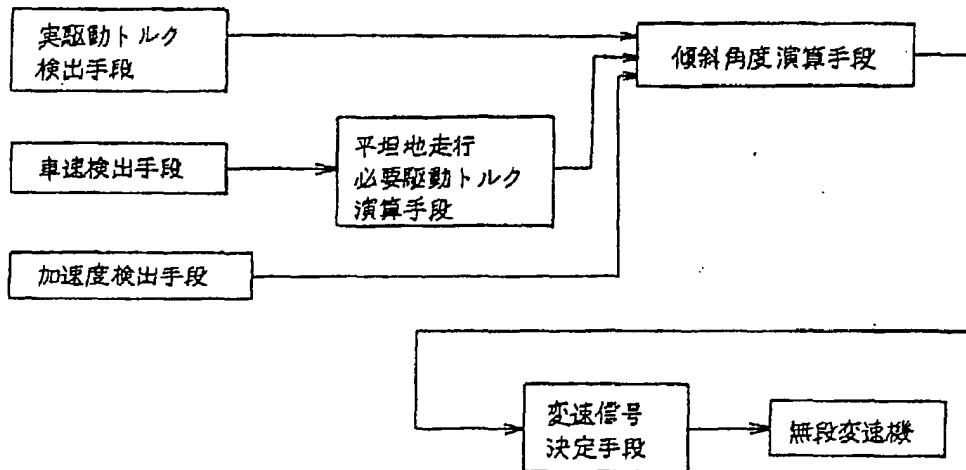 実駆動トルク
検出手段
傾斜角度演算手段
車速検出手段
平坦地走行
必要駆動トルク
演算手段
加速度検出手段
変速信号
決定手段
無段変速機